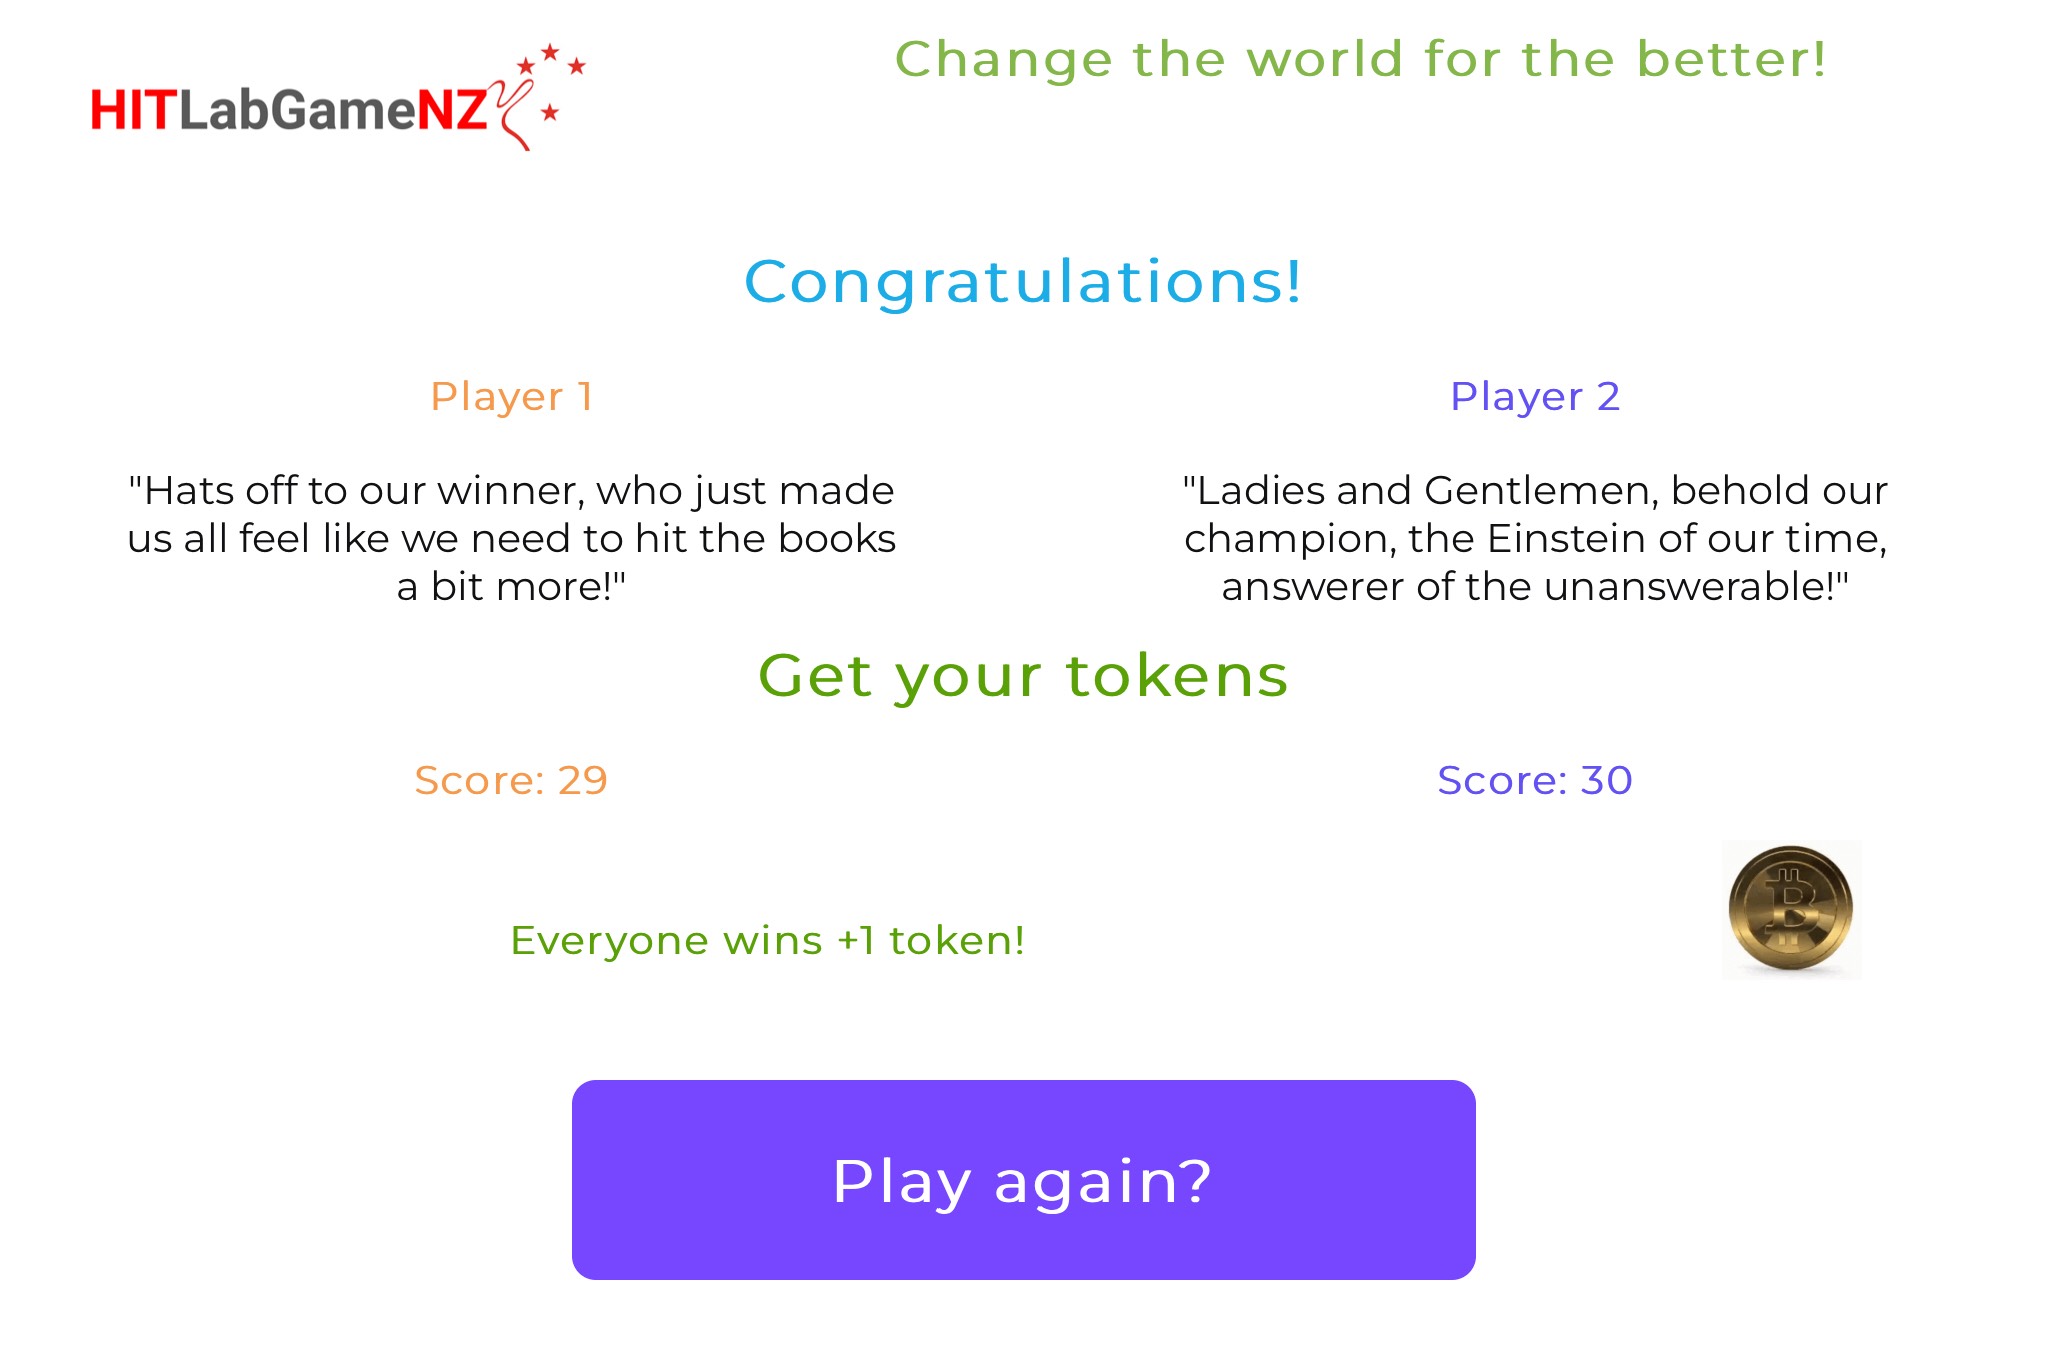 HITLabGameNZ
Change the world for the better!
Congratulations!
Player 1
"Hats off to our winner, who just made
us all feel like we need to hit the books
a bit more!"
Player 2
"Ladies and Gentlemen, behold our
champion, the Einstein of our time,
answerer of the unanswerable!"
Get your tokens
Score: 29
Score: 30
Everyone wins +1 token!
B
Play again?